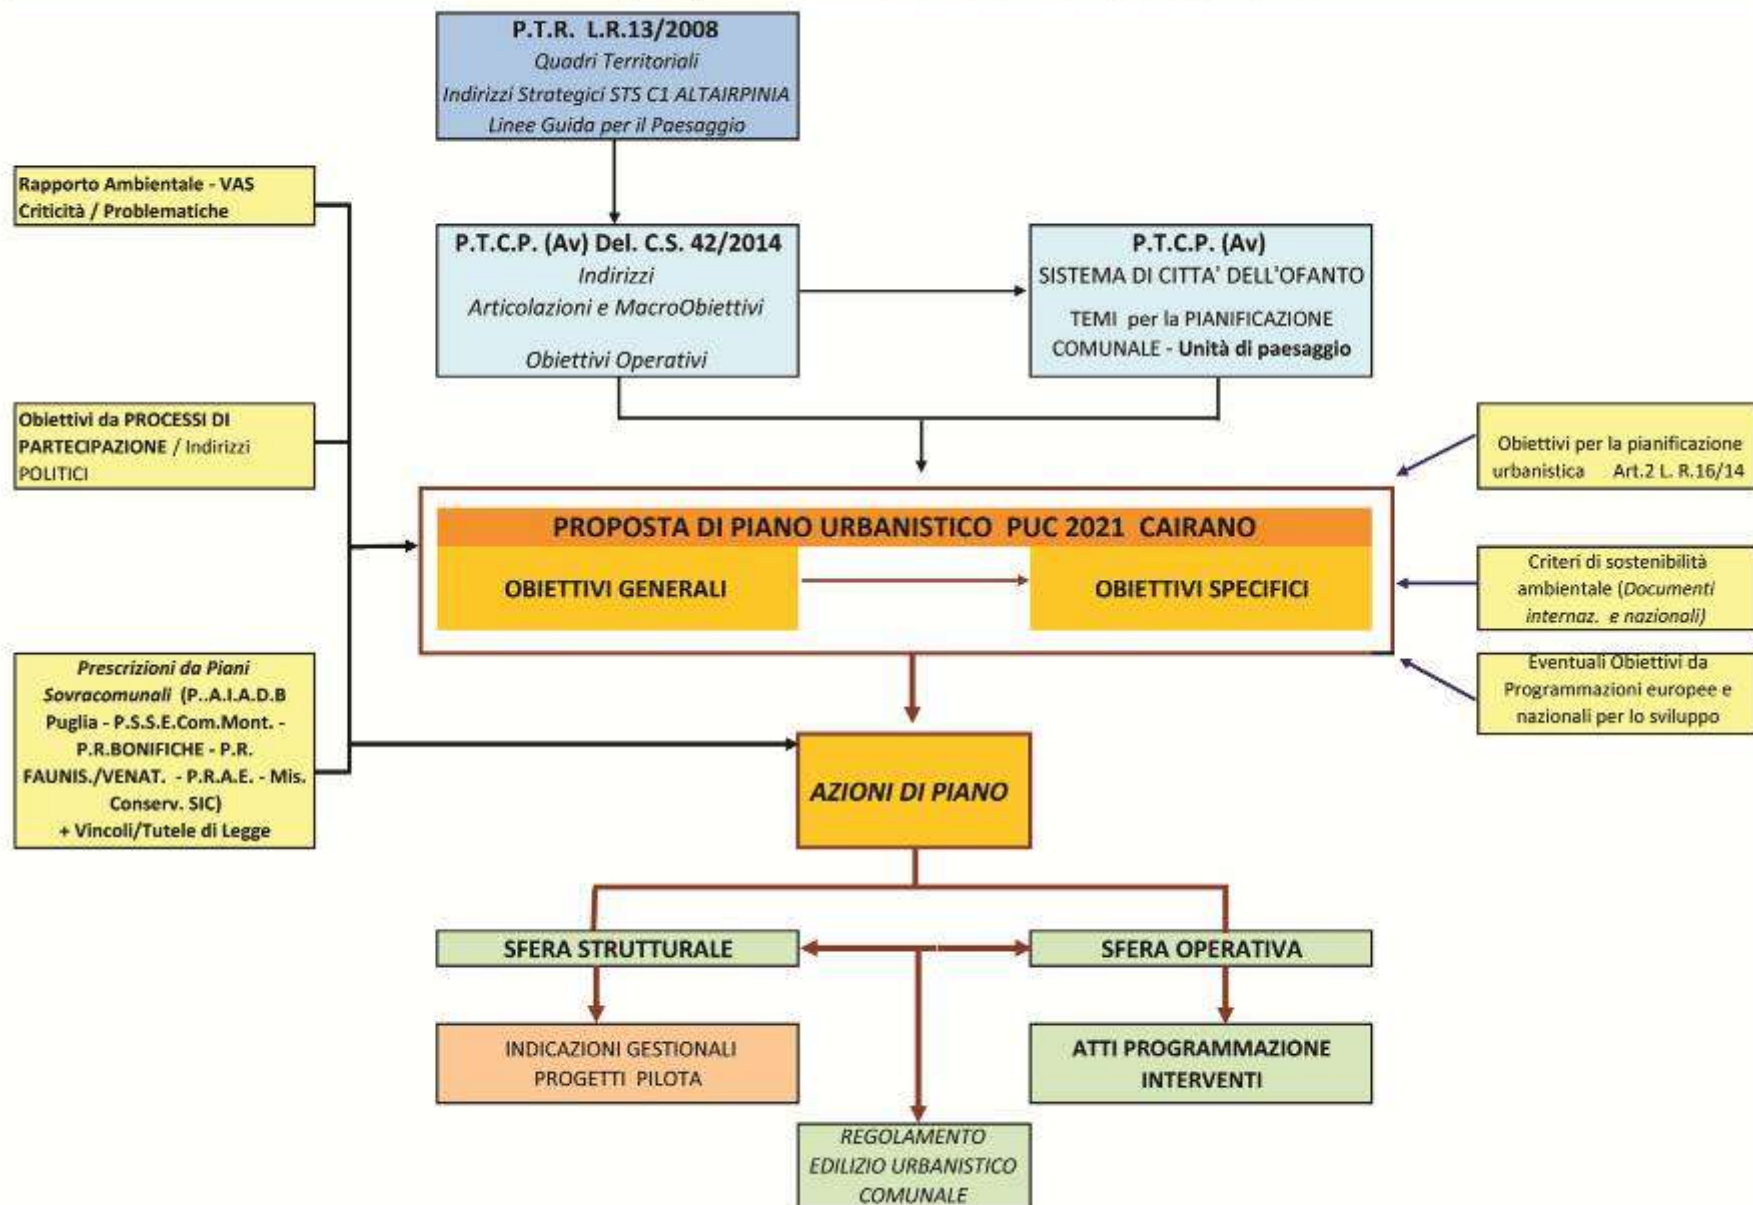 P.T.R. L.R.13/2008
Quadri Territoriali
Indirizzi Strategici STS C1 ALTAIRPINIA
Linee Guida per il Paesaggio
Rapporto Ambientale - VAS
Criticità / Problematiche
P.T.C.P. (Av) Del. C.S. 42/2014
Indirizzi
Articolazioni e MacroObiettivi
Obiettivi Operativi
P.T.C.P. (Av)
SISTEMA DI CITTA' DELL'OFANTO
TEMI per la PIANIFICAZIONE
COMUNALE - Unità di paesaggio
Obiettivi da PROCESSI DI
PARTECIPAZIONE / Indirizzi
POLITICI
Obiettivi per la pianificazione
urbanistica Art.2 L. R.16/14
PROPOSTA DI PIANO URBANISTICO PUC 2021 CAIRANO
OBIETTIVI GENERALI
OBIETTIVI SPECIFICI
Criteri di sostenibilità
ambientale (Documenti
internaz. e nazionali)
Prescrizioni da Piani
Sovracomunali (P..A.I.A.D.B
Puglia - P.S.S.E.Com.Mont. -
P.R.BONIFICHE - P.R.
FAUNIS./VENAT. - P.R.A.E. - Mis.
Conserv. SIC)
+ Vincoli/Tutele di Legge
Eventuali Obiettivi da
Programmazioni europee e
nazionali per lo sviluppo
AZIONI DI PIANO
SFERA STRUTTURALE
SFERA OPERATIVA
INDICAZIONI GESTIONALI
PROGETTI PILOTA
ATTI PROGRAMMAZIONE
INTERVENTI
REGOLAMENTO
EDILIZIO URBANISTICO
COMUNALE